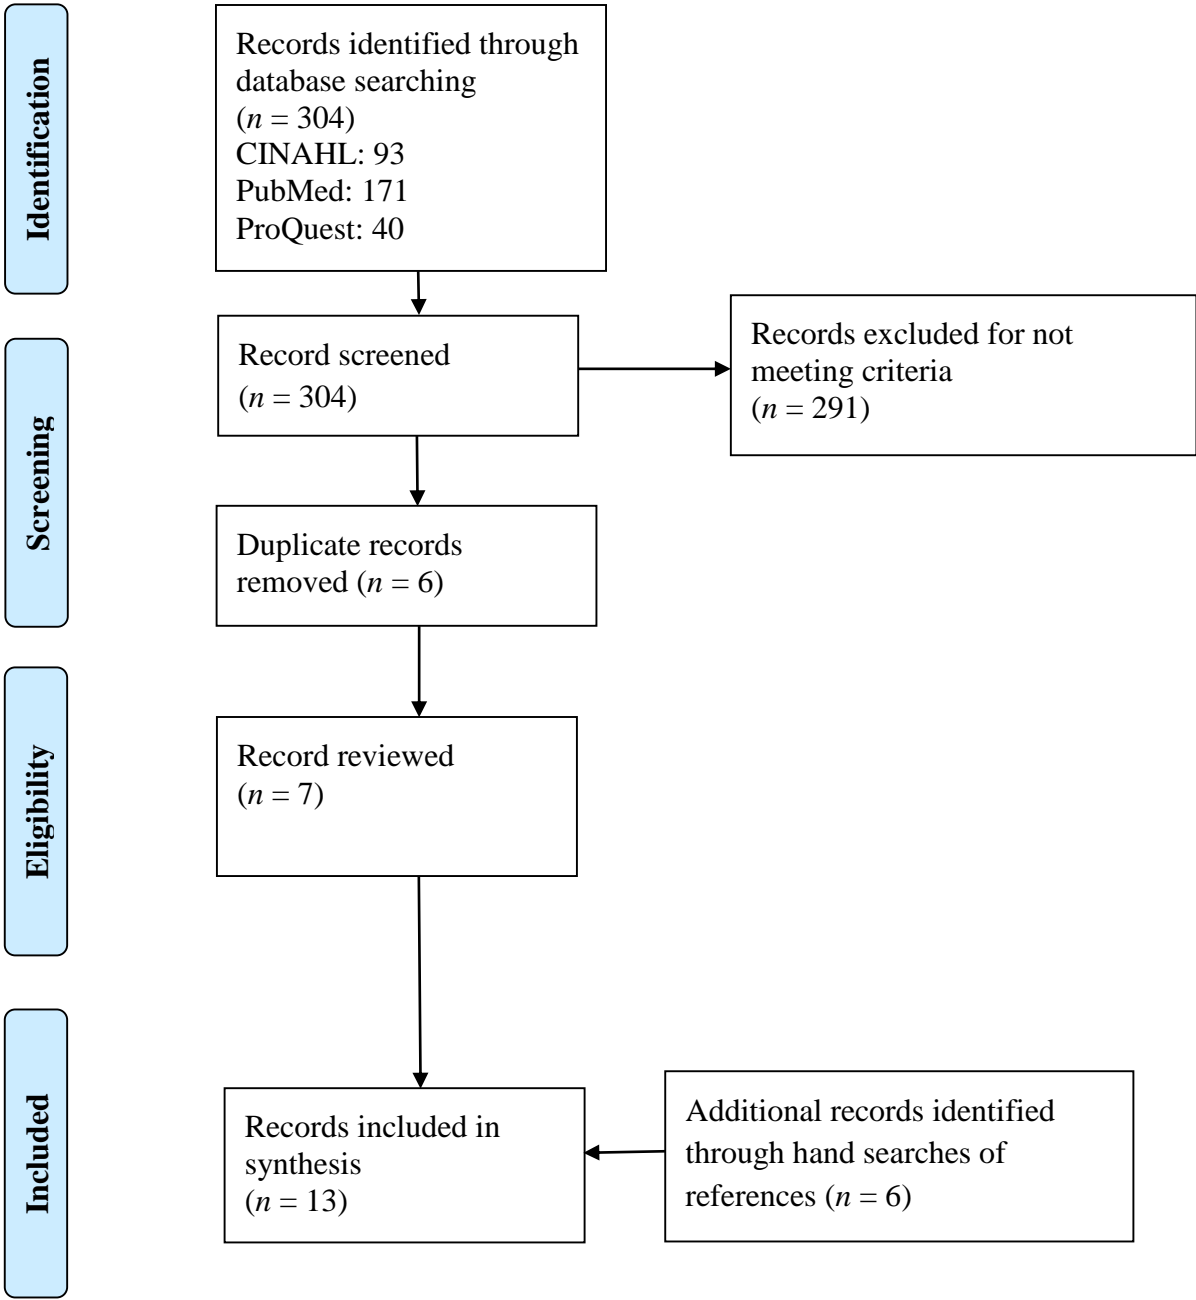 Identification
Records identified through
database searching
(n = 304)
CINAHL: 93
PubMed: 171
ProQuest: 40
Screening
Record screened
(n = 304)
Records excluded for not
meeting criteria
(n = 291)
Duplicate records
removed (n = 6)
Eligibility
Record reviewed
(n = 7)
Included
Records included in
synthesis
(n = 13)
Additional records identified
through hand searches of
references (n = 6)